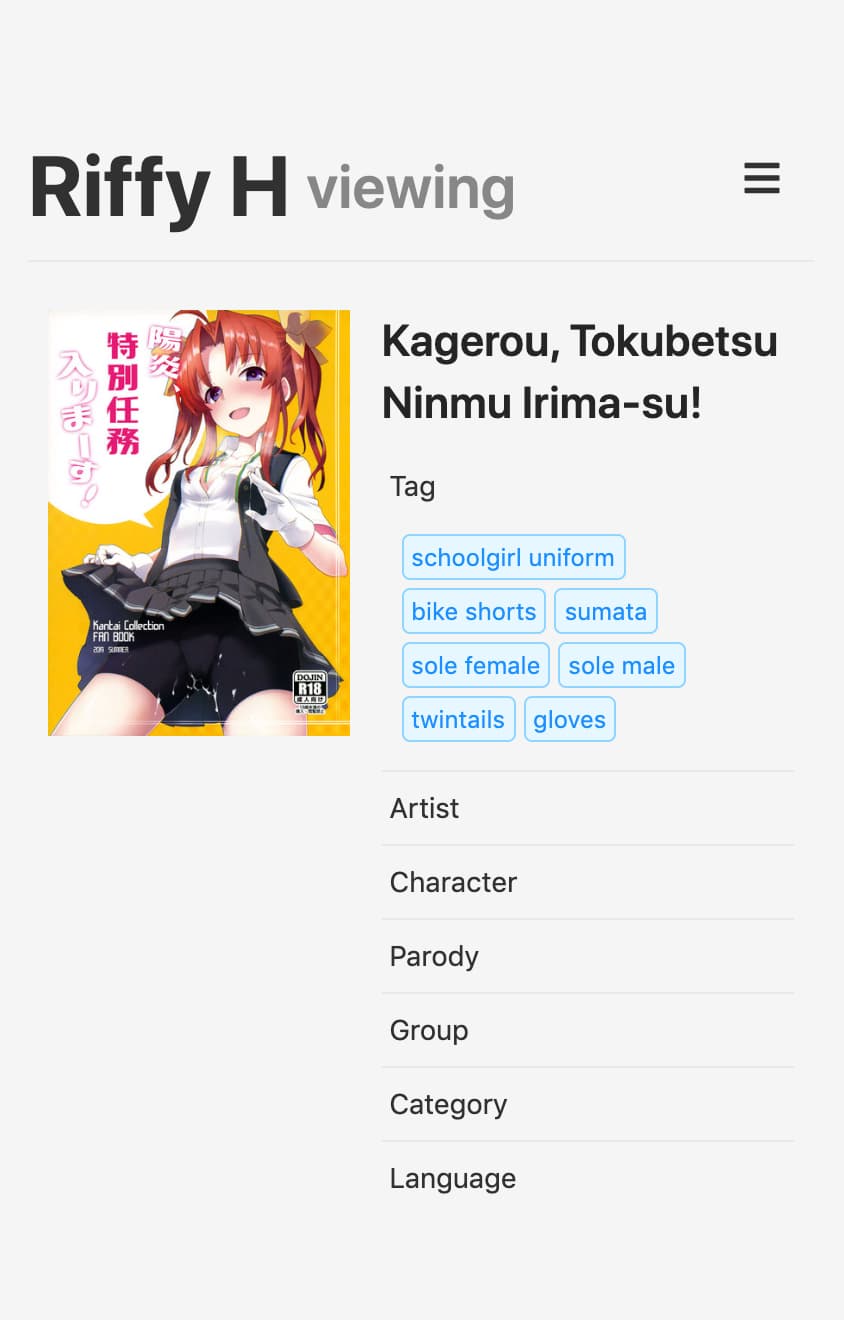 Riffy H viewing
陽炎、
特別任務
入りまーす!
Kantai Collection
FAN BOOK
2019 SUMMER
DOJIN
R18
成人向け
Kagerou, Tokubetsu
Ninmu Irima-su!
Tag
schoolgirl uniform
bike shorts sumata
sole female sole male
twintails gloves
Artist
Character
Parody
Group
Category
Language